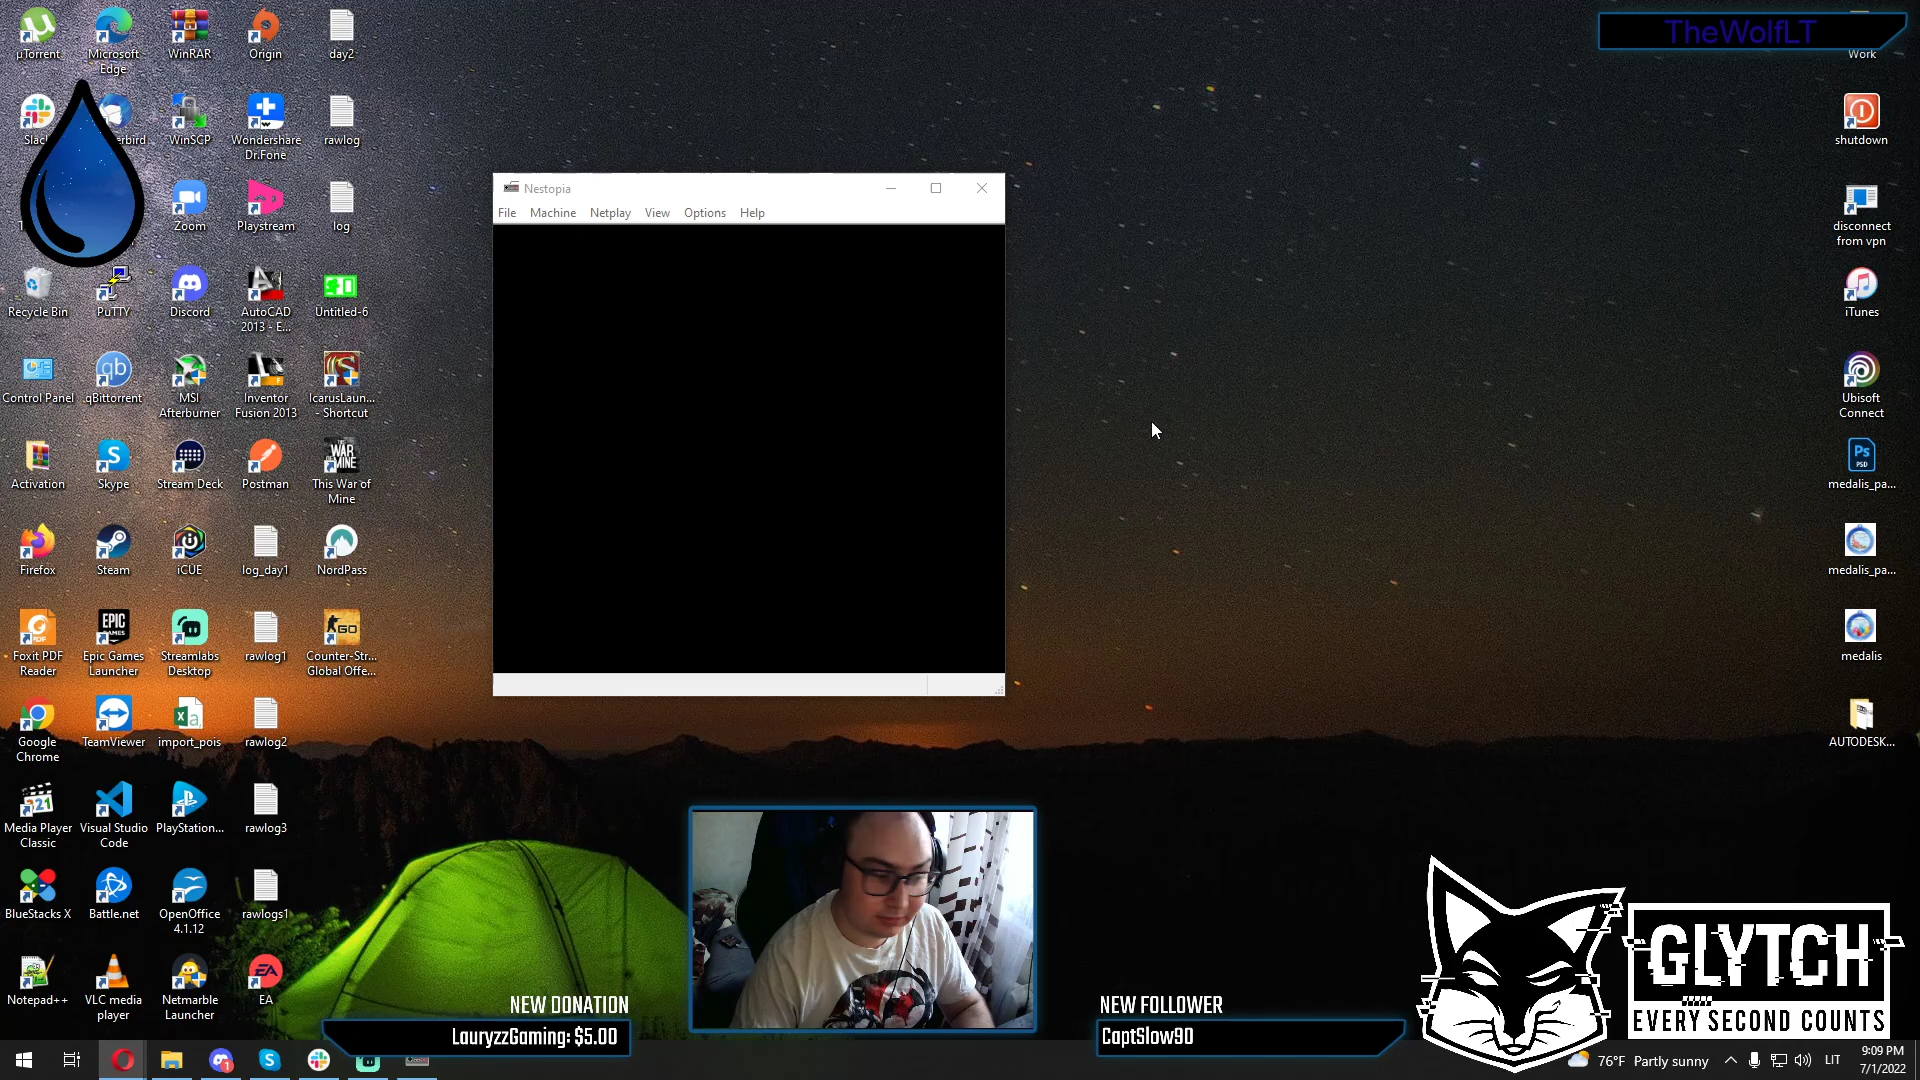 µTorrent
Microsoft
Edge
WinRAR
Origin
day2
TheWolfLT
Work
WinSCP
Wondershare
Dr.Fone
rawlog
shutdown
Zoom
Playstream
log
disconnect
from vpn
Nestopia
File Machine Netplay View Options Help
Recycle Bin
PuTTY
Discord
AutoCAD
2013 - E...
Untitled-6
iTunes
Control Panel
qBittorrent
MSI
Afterburner
Inventor
Fusion 2013
IcarusLaun...
- Shortcut
Ubisoft
Connect
Activation
Skype
Stream Deck
Postman
This War of
Mine
Ps
PSD
medalis_pa...
Firefox
Steam
iCUE
log_day1
NordPass
medalis_pa...
Foxit PDF
Reader
EPIC
GAMES
Epic Games
Launcher
Streamlabs
Desktop
rawlog1
Counter-Str...
Global Offe...
medalis
Google
Chrome
TeamViewer
import_pois
rawlog2
AUTODESK...
Media Player
Classic
Visual Studio
Code
PlayStation...
rawlog3
BlueStacks X
Battle.net
OpenOffice
4.1.12
rawlogs1
Notepad++
VLC media
player
Netmarble
Launcher
EA
NEW DONATION
LauryzzGaming: $5.00
NEW FOLLOWER
CaptSlow90
GLYTCH
EVERY SECOND COUNTS
76°F Partly sunny
LIT
9:09 PM
7/1/2022